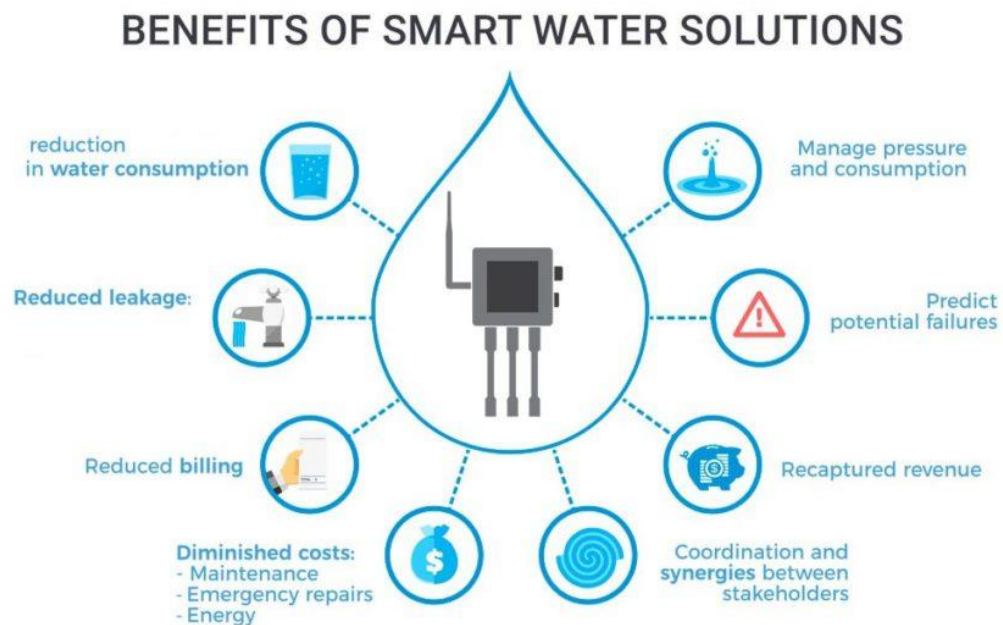 BENEFITS OF SMART WATER SOLUTIONS
reduction
in water consumption
Manage pressure
and consumption
Reduced leakage:
Predict
potential failures
Reduced billing
Recaptured revenue
Diminished costs:
- Maintenance
- Emergency repairs
- Energy
Coordination and
synergies between
stakeholders